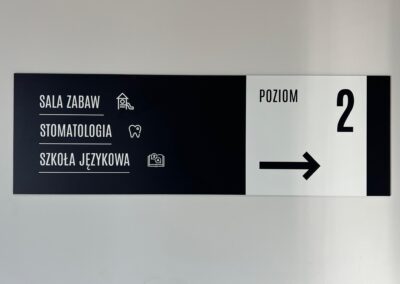 SALA ZABAW
STOMATOLOGIA
SZKOŁA JĘZYKOWA
POZIOM 2